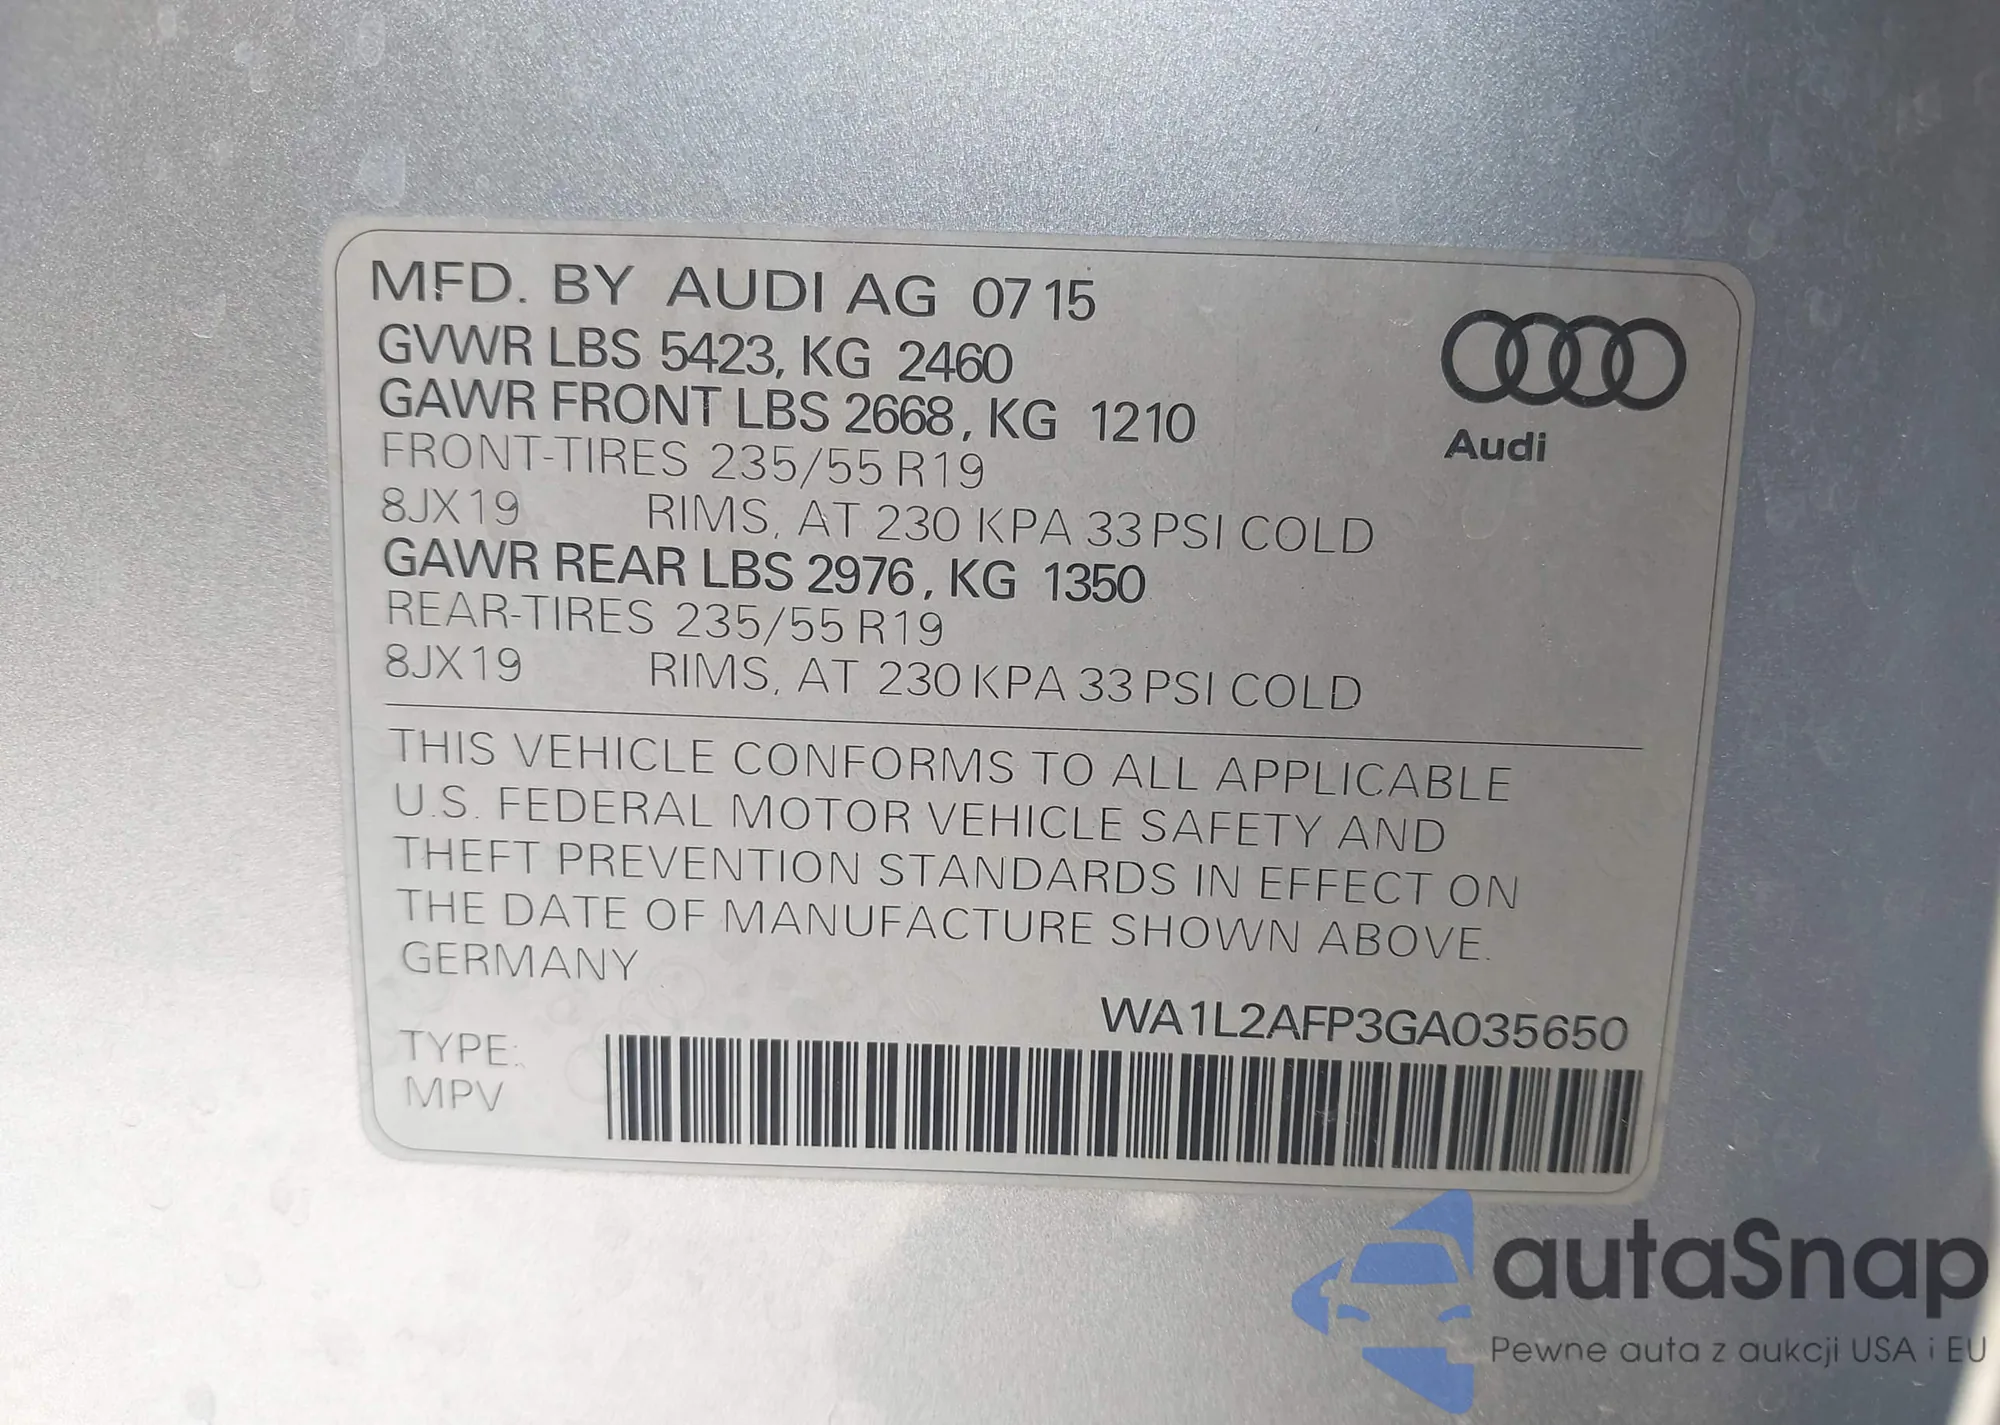 MFD. BY AUDI AG 07 15
GVWR LBS 5423, KG 2460
GAWR FRONT LBS 2668, KG 1210
FRONT-TIRES 235/55 R19
8JX19 RIMS, AT 230 KPA 33 PSI COLD
GAWR REAR LBS 2976, KG 1350
REAR-TIRES 235/55 R19
8JX19 RIMS, AT 230 KPA 33 PSI COLD
Audi
THIS VEHICLE CONFORMS TO ALL APPLICABLE
U.S. FEDERAL MOTOR VEHICLE SAFETY AND
THEFT PREVENTION STANDARDS IN EFFECT ON
THE DATE OF MANUFACTURE SHOWN ABOVE.
GERMANY
WA1L2AFP3GA035650
TYPE:
MPV
autaSnap
Pewne auta z aukcji USA i EU